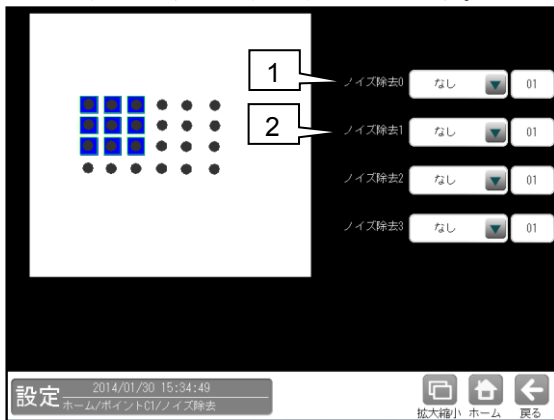 1
ノイズ除去0 なし 01
2
ノイズ除去1 なし 01
ノイズ除去2 なし 01
ノイズ除去3 なし 01
設定
2014/01/30 15:34:49
ホーム/ポイントC1/ノイズ除去
拡大縮小 ホーム 戻る